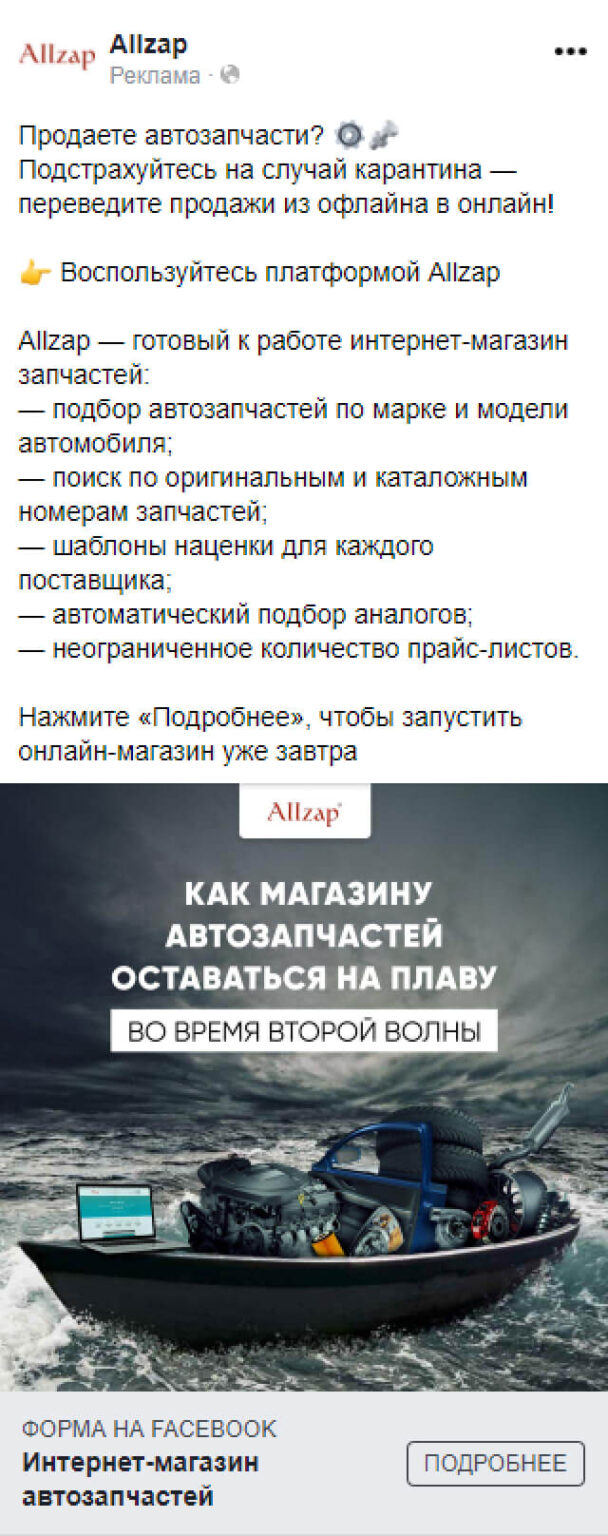 Allzap
Allzap
Реклама ·
Продаете автозапчасти?
Подстрахуйтесь на случай карантина —
переведите продажи из офлайна в онлайн!
👉 Воспользуйтесь платформой Allzap
Allzap — готовый к работе интернет-магазин
запчастей:
— подбор автозапчастей по марке и модели
автомобиля;
— поиск по оригинальным и каталожным
номерам запчастей;
— шаблоны наценки для каждого
поставщика;
— автоматический подбор аналогов;
— неограниченное количество прайс-листов.
Нажмите «Подробнее», чтобы запустить
онлайн-магазин уже завтра
Allzap
КАК МАГАЗИНУ
АВТОЗАПЧАСТЕЙ
ОСТАВАТЬСЯ НА ПЛАВУ
ВО ВРЕМЯ ВТОРОЙ ВОЛНЫ
ФОРМА НА FACEBOOK
Интернет-магазин
автозапчастей
ПОДРОБНЕЕ